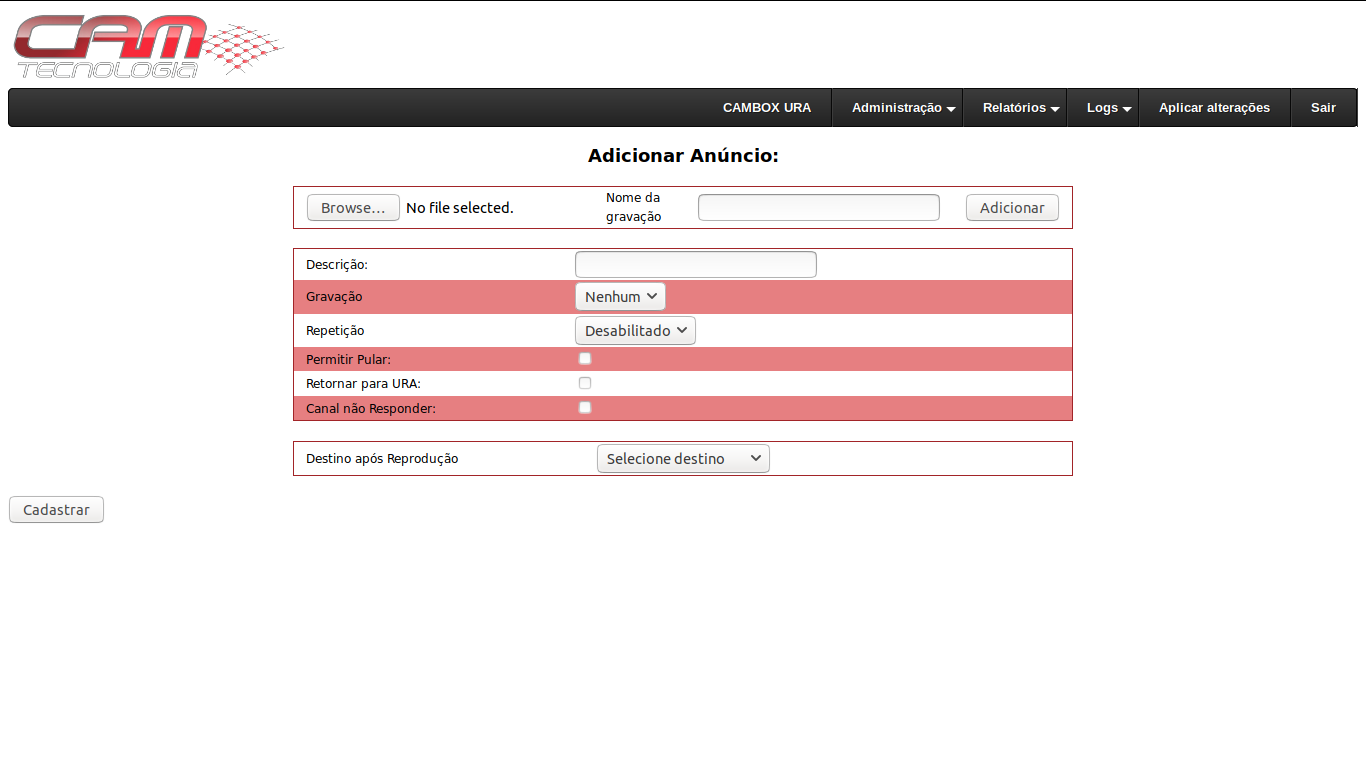 CAM
TECNOLOGIA
CAMBOX URA Administração Relatórios Logs Aplicar alterações Sair
Adicionar Anúncio:
Browse... No file selected. Nome da gravação Adicionar
Descrição:
Gravação Nenhum
Repetição Desabilitado
Permitir Pular:
Retornar para URA:
Canal não Responder:
Destino após Reprodução Selecione destino
Cadastrar